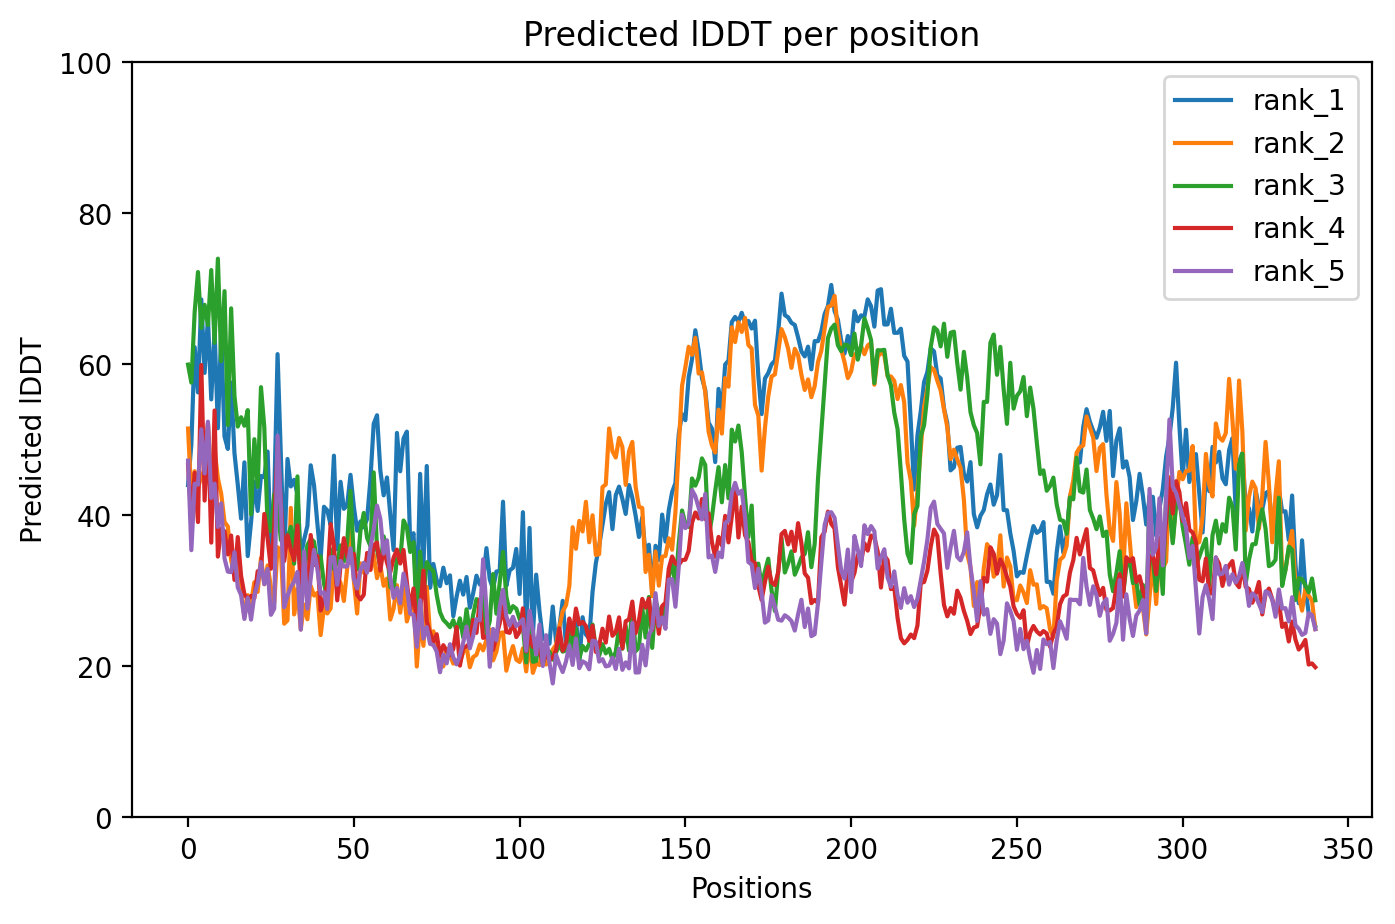 Predicted lDDT per position
100
80
60
40
20
0
Predicted lDDT
0 50 100 150 200 250 300 350
Positions
rank_1
rank_2
rank_3
rank_4
rank_5